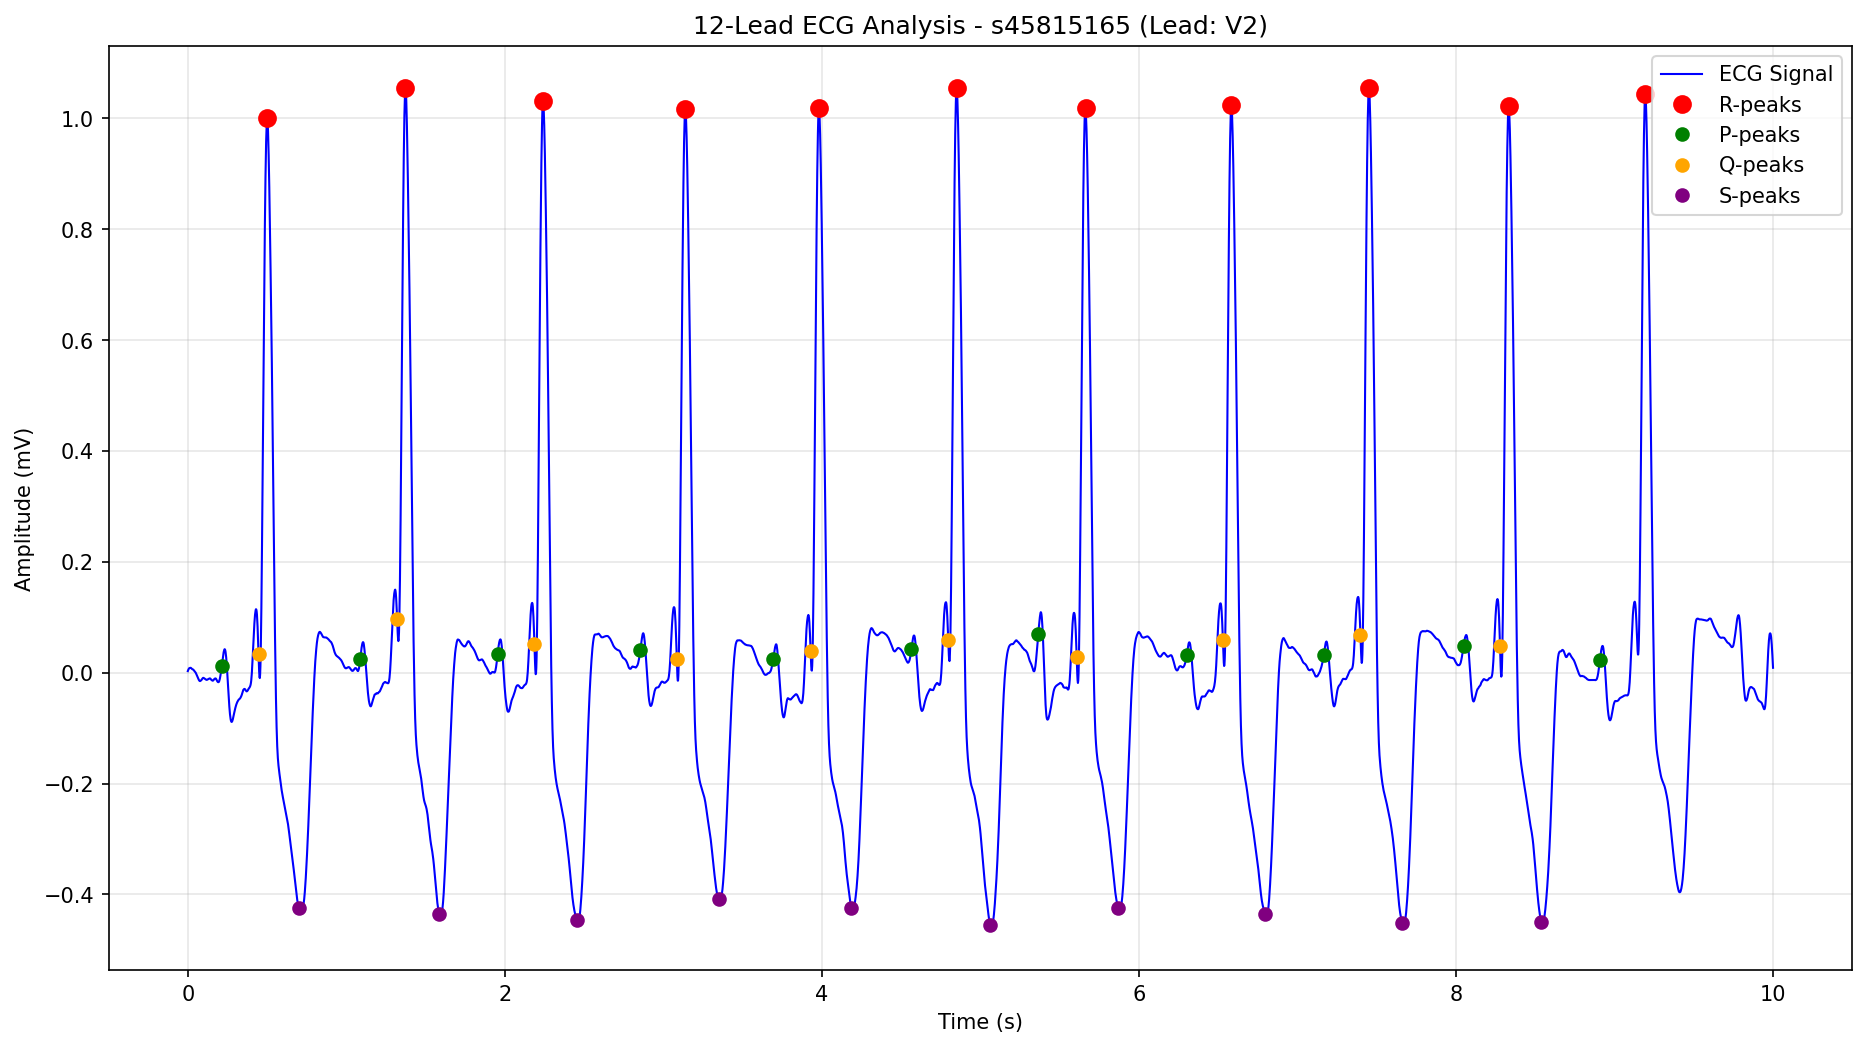 12-Lead ECG Analysis - s45815165 (Lead: V2)
ECG Signal
R-peaks
P-peaks
Q-peaks
S-peaks
Amplitude (mV)
1.0
0.8
0.6
0.4
0.2
0.0
−0.2
−0.4
0 2 4 6 8 10
Time (s)